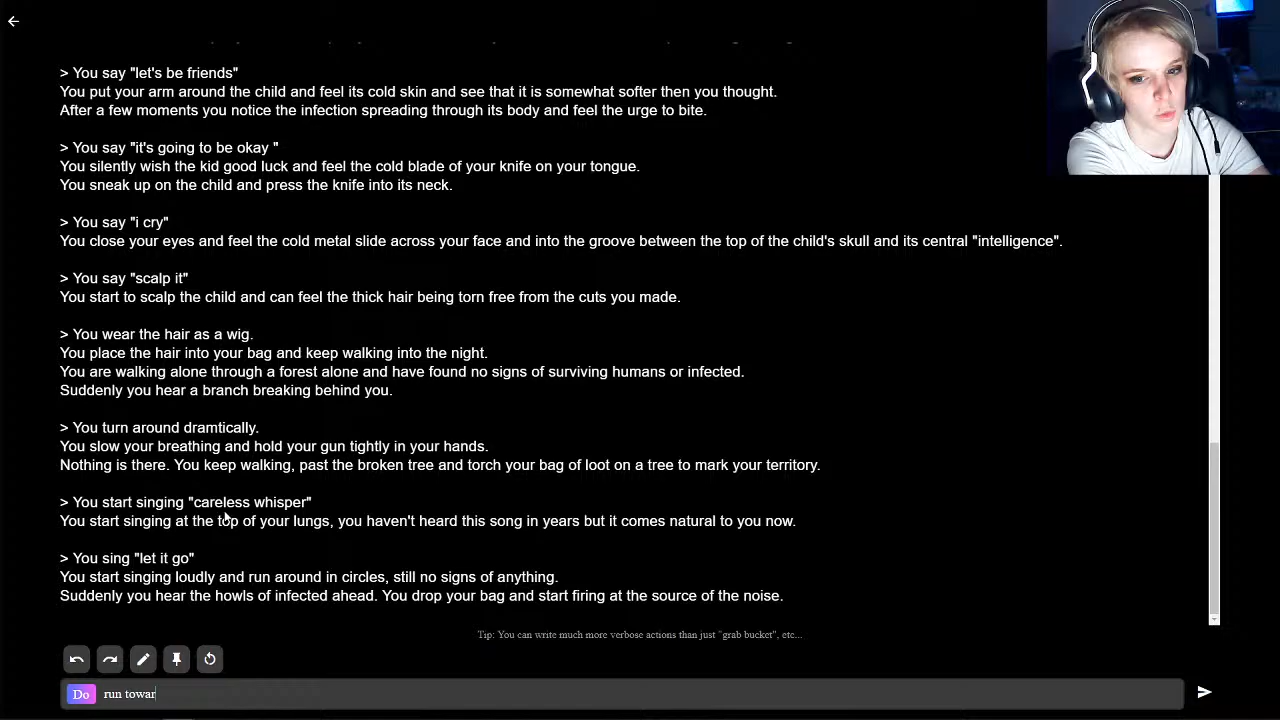 > You say "let's be friends"
You put your arm around the child and feel its cold skin and see that it is somewhat softer then you thought.
After a few moments you notice the infection spreading through its body and feel the urge to bite.
> You say "it's going to be okay "
You silently wish the kid good luck and feel the cold blade of your knife on your tongue.
You sneak up on the child and press the knife into its neck.
> You say "i cry"
You close your eyes and feel the cold metal slide across your face and into the groove between the top of the child's skull and its central "intelligence".
> You say "scalp it"
You start to scalp the child and can feel the thick hair being torn free from the cuts you made.
> You wear the hair as a wig.
You place the hair into your bag and keep walking into the night.
You are walking alone through a forest alone and have found no signs of surviving humans or infected.
Suddenly you hear a branch breaking behind you.
> You turn around dramtically.
You slow your breathing and hold your gun tightly in your hands.
Nothing is there. You keep walking, past the broken tree and torch your bag of loot on a tree to mark your territory.
> You start singing "careless whisper"
You start singing at the top of your lungs, you haven't heard this song in years but it comes natural to you now.
> You sing "let it go"
You start singing loudly and run around in circles, still no signs of anything.
Suddenly you hear the howls of infected ahead. You drop your bag and start firing at the source of the noise.
Tip: You can write much more verbose actions than just "grab bucket", etc...
Do run towar